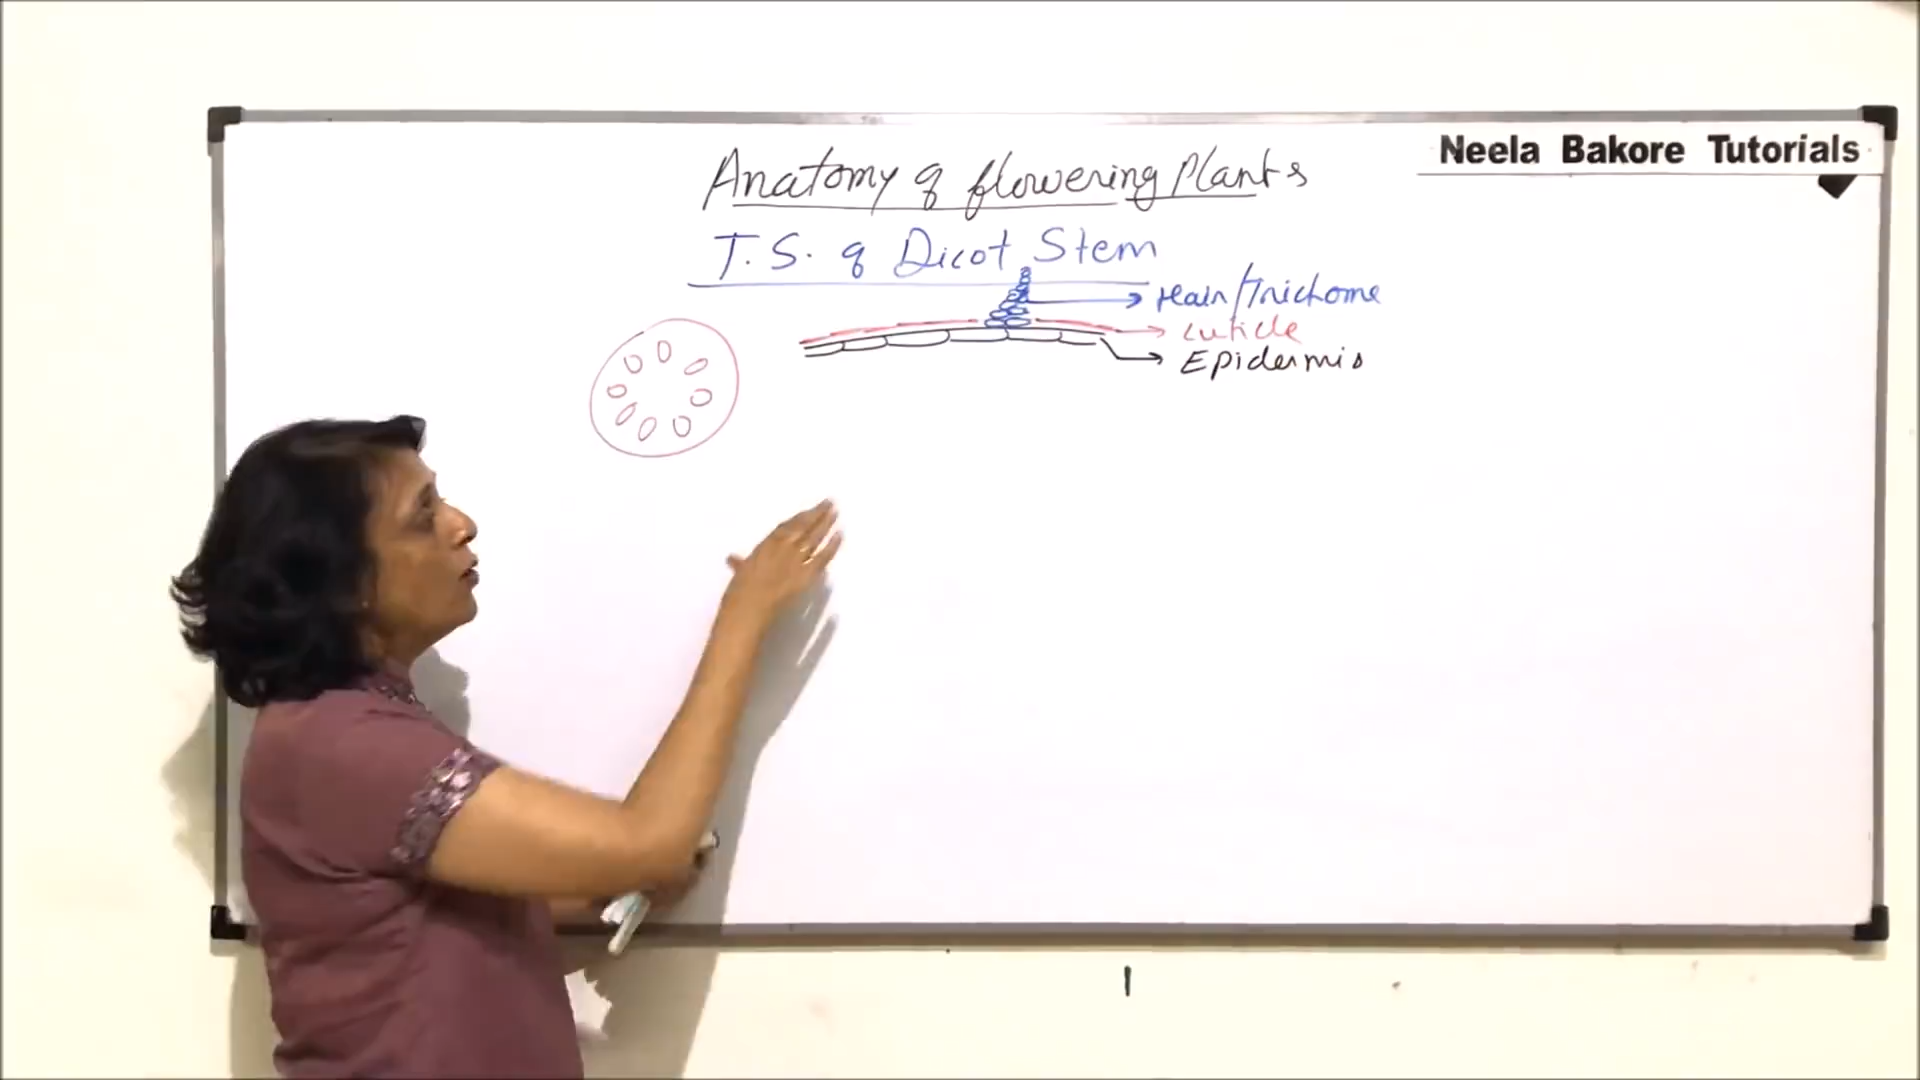 Neela Bakore Tutorials
Anatomy of flowering Plants
T.S. of Dicot Stem
Hair/Trichome
cuticle
Epidermis